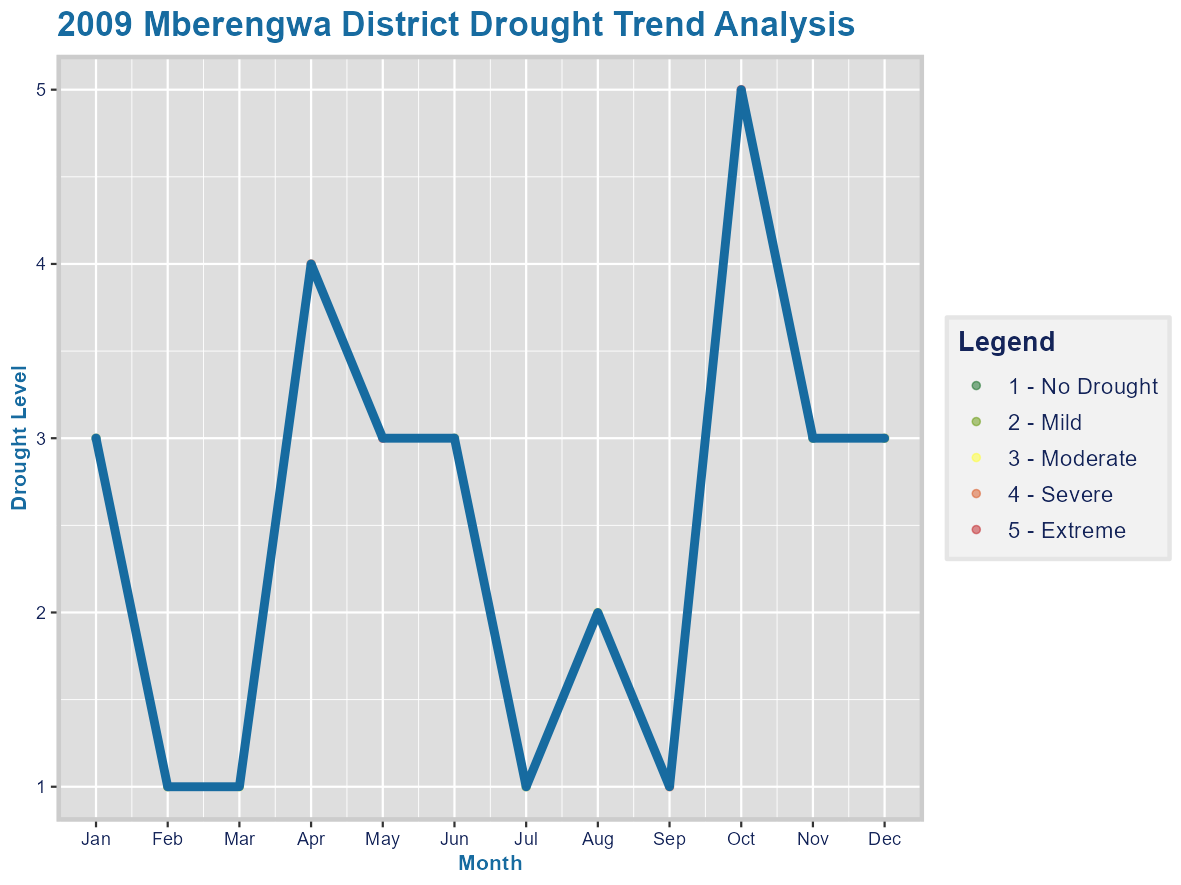 2009 Mberengwa District Drought Trend Analysis
Drought Level
5
4
3
2
1
Jan Feb Mar Apr May Jun Jul Aug Sep Oct Nov Dec
Month
Legend
1 - No Drought
2 - Mild
3 - Moderate
4 - Severe
5 - Extreme